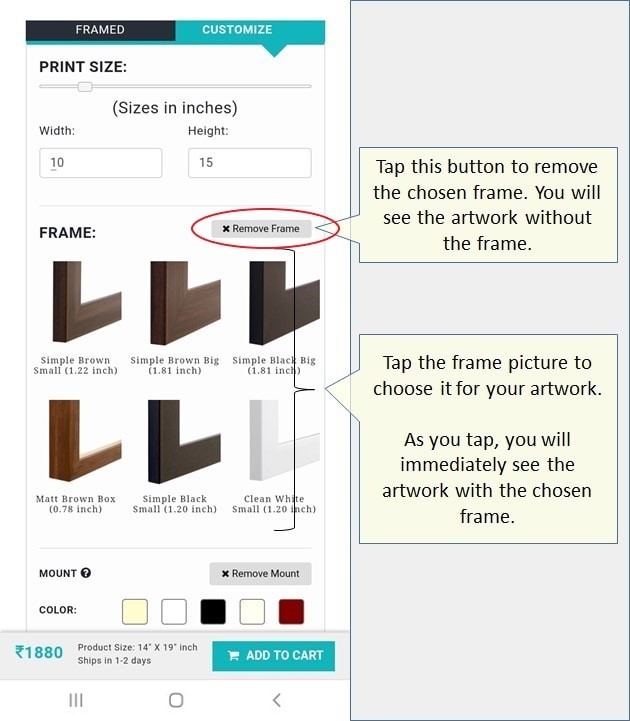 FRAMED
CUSTOMIZE
PRINT SIZE:
(Sizes in inches)
Width:
Height:
10
15
FRAME:
✖ Remove Frame
Simple Brown
Small (1.22 inch)
Simple Brown Big
(1.81 inch)
Simple Black Big
(1.81 inch)
Matt Brown Box
(0.78 inch)
Simple Black
Small (1.20 inch)
Clean White
Small (1.20 inch)
MOUNT ?
✖ Remove Mount
COLOR:
₹1880
Product Size: 14" X 19" inch
Ships in 1-2 days
ADD TO CART
Tap this button to remove
the chosen frame. You will
see the artwork without
the frame.
Tap the frame picture to
choose it for your artwork.
As you tap, you will
immediately see the
artwork with the chosen
frame.